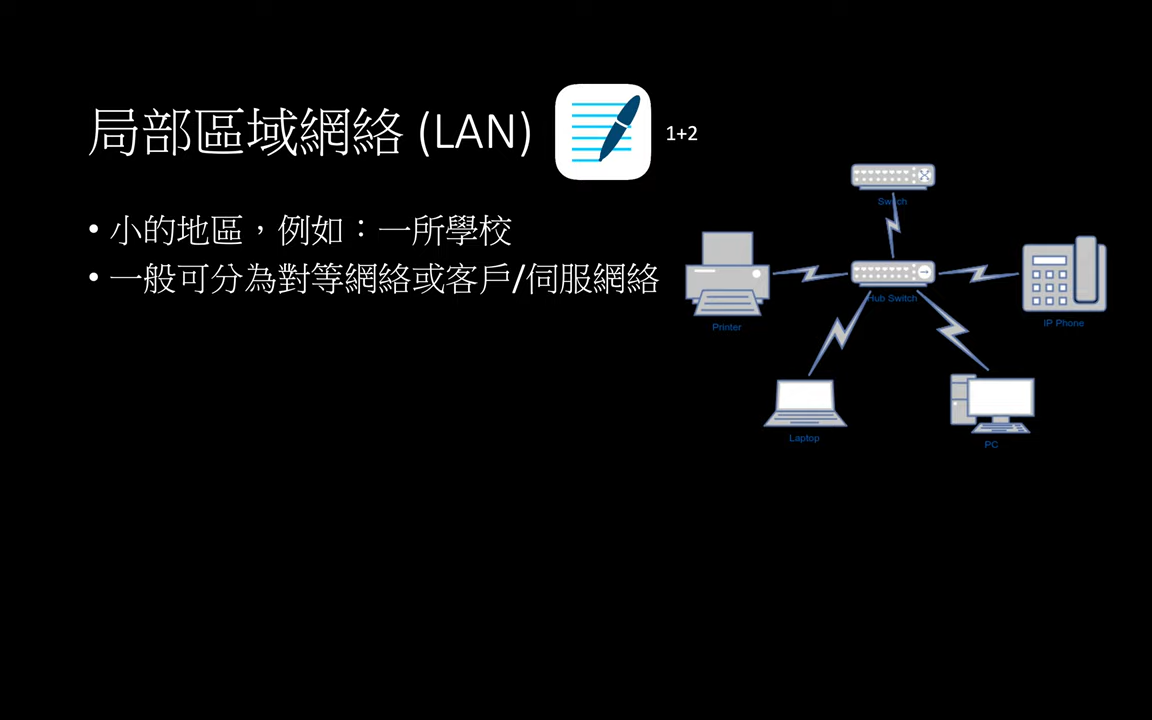 局部區域網絡 (LAN)
1+2
• 小的地區，例如：一所學校
• 一般可分為對等網絡或客戶/伺服網絡
Switch
Hub Switch
Printer
IP Phone
Laptop
PC